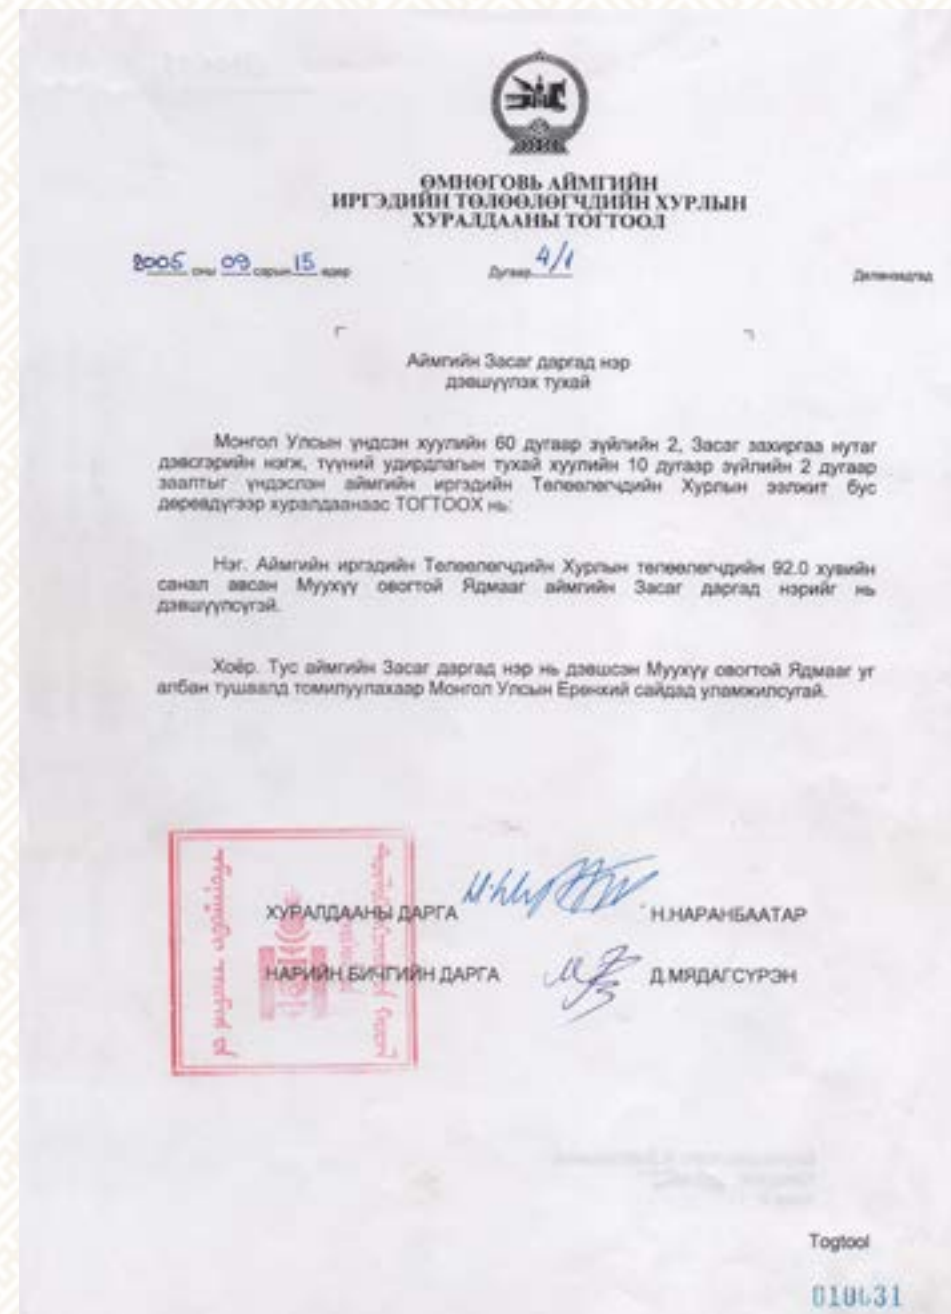 ӨМНӨГОВЬ АЙМГИЙН
ИРГЭДИЙН ТӨЛӨӨЛӨГЧДИЙН ХУРЛЫН
ХУРАЛДААНЫ ТОГТООЛ
2005 оны 09 сарын 15 өдөр Дугаар 4/1 Даланзадгад
Аймгийн Засаг даргад нэр
дэвшүүлэх тухай
Монгол Улсын үндсэн хуулийн 60 дугаар зүйлийн 2, Засаг захиргаа нутаг
дэвсгэрийн нэгж, түүний удирдлагын тухай хуулийн 10 дугаар зүйлийн 2 дугаар
заалтыг үндэслэн аймгийн иргэдийн Төлөөлөгчдийн Хурлын ээлжит бус
дөрөвдүгээр хуралдаанаас ТОГТООХ нь:
Нэг. Аймгийн иргэдийн Төлөөлөгчдийн Хурлын төлөөлөгчдийн 92.0 хувийн
санал авсан Муухүү овогтой Ядмааг аймгийн Засаг даргад нэрийг нь
дэвшүүлсүгэй.
Хоёр. Тус аймгийн Засаг даргад нэр нь дэвшсэн Муухүү овогтой Ядмааг уг
албан тушаалд томилуулахаар Монгол Улсын Ерөнхий сайдад уламжилсугай.
ХУРАЛДААНЫ ДАРГА Н.НАРАНБААТАР
НАРИЙН БИЧГИЙН ДАРГА Д.МЯДАГСҮРЭН
Togtool